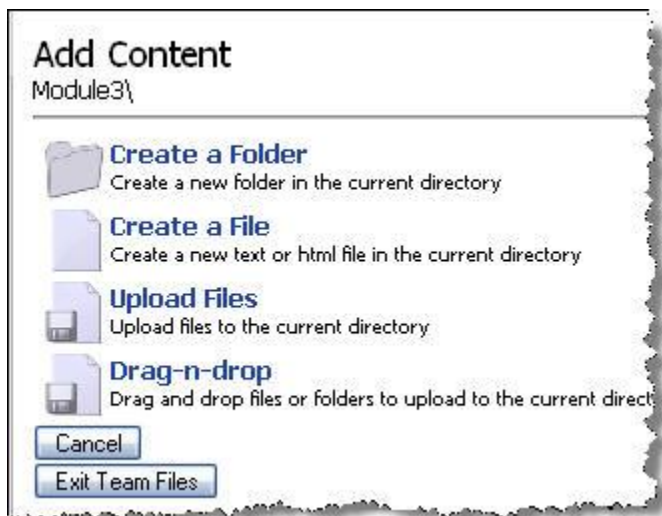 Add Content
Module3\
Create a Folder
Create a new folder in the current directory
Create a File
Create a new text or html file in the current directory
Upload Files
Upload files to the current directory
Drag-n-drop
Drag and drop files or folders to upload to the current direct
Cancel
Exit Team Files